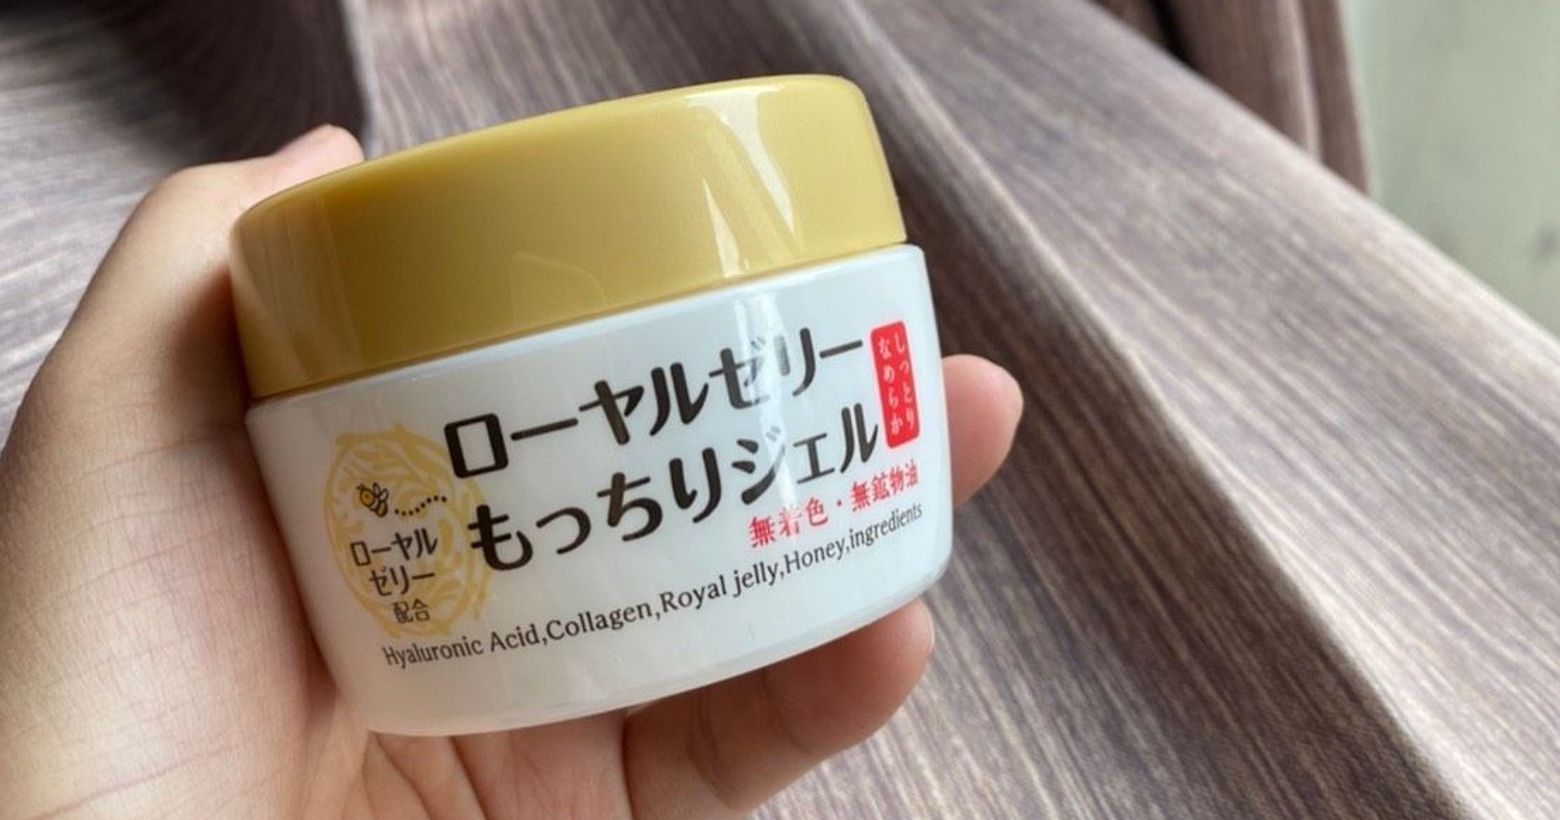 ローヤルゼリー
もっちりジェル
しっとり
なめらか
無着色・無鉱物油
Hyaluronic Acid,Collagen,Royal jelly,Honey,ingredients
ローヤル
ゼリー
配合